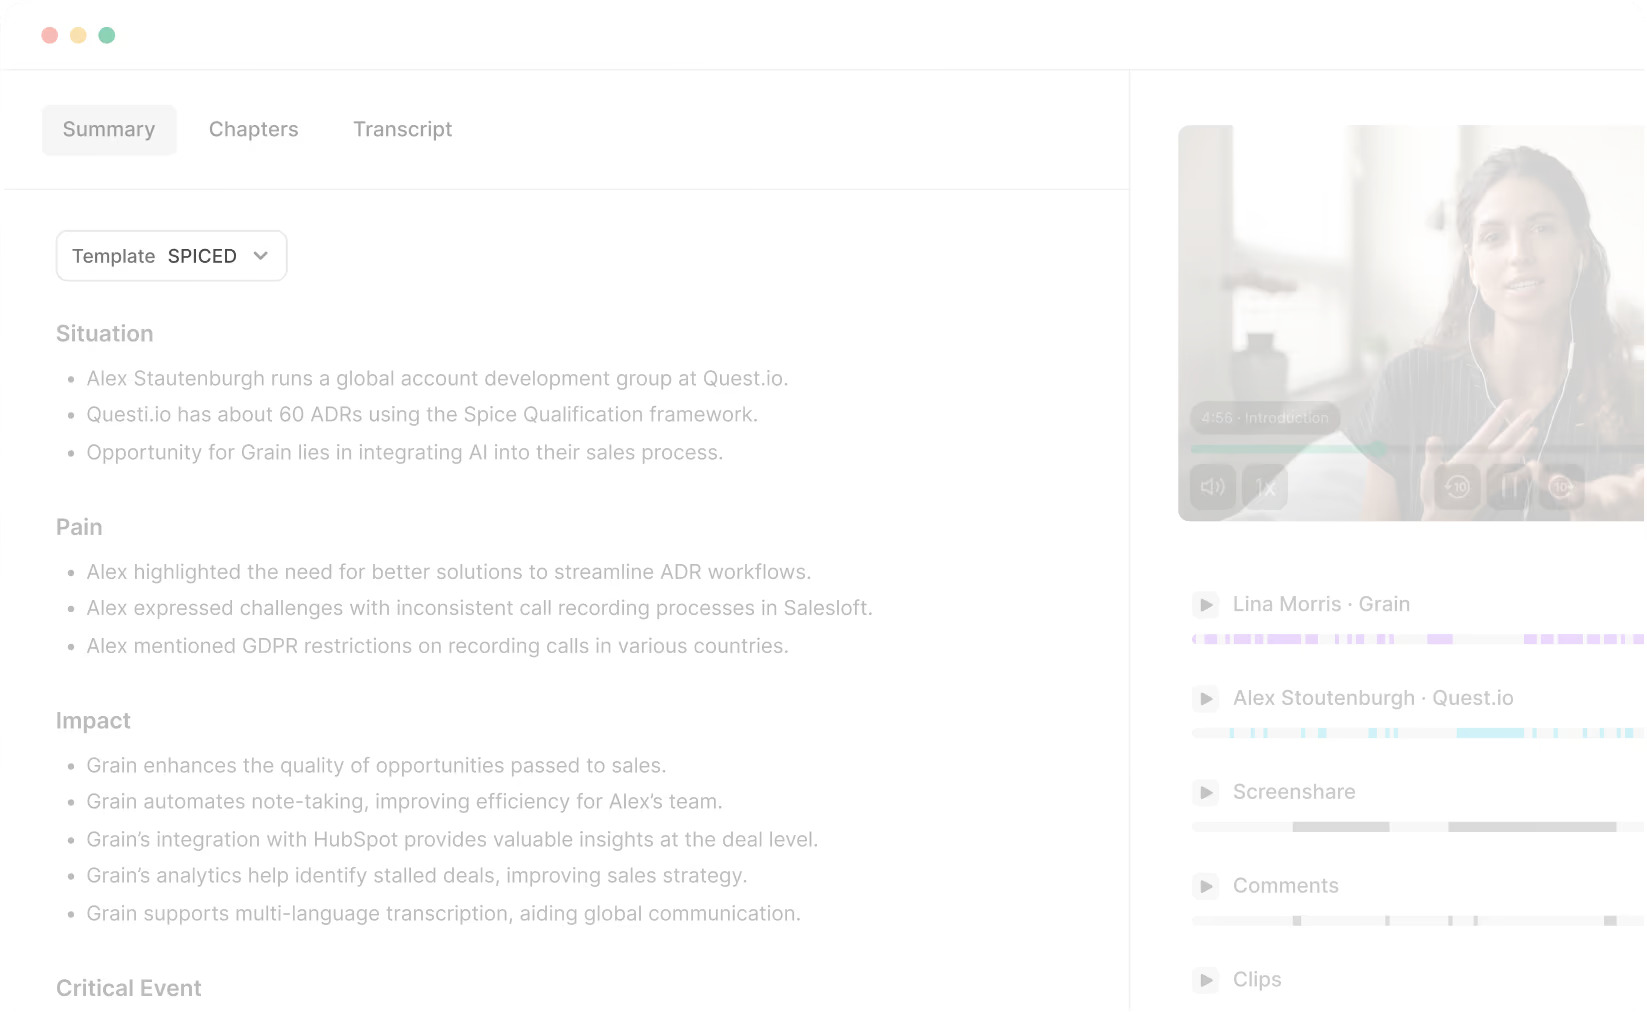 Summary
Chapters
Transcript
Template SPICED
Situation
Alex Stautenburgh runs a global account development group at Quest.io.
Questi.io has about 60 ADRs using the Spice Qualification framework.
Opportunity for Grain lies in integrating AI into their sales process.
Pain
Alex highlighted the need for better solutions to streamline ADR workflows.
Alex expressed challenges with inconsistent call recording processes in Salesloft.
Alex mentioned GDPR restrictions on recording calls in various countries.
Impact
Grain enhances the quality of opportunities passed to sales.
Grain automates note-taking, improving efficiency for Alex’s team.
Grain’s integration with HubSpot provides valuable insights at the deal level.
Grain’s analytics help identify stalled deals, improving sales strategy.
Grain supports multi-language transcription, aiding global communication.
Critical Event
4:56 · Introduction
1x
10
10
Lina Morris · Grain
Alex Stoutenburgh · Quest.io
Screenshare
Comments
Clips